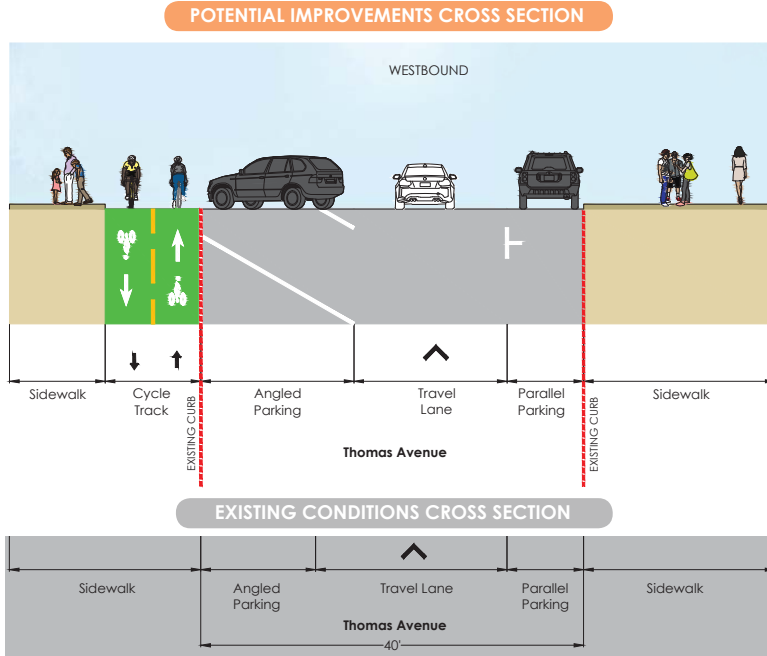 POTENTIAL IMPROVEMENTS CROSS SECTION
WESTBOUND
Sidewalk
Cycle
Track
EXISTING CURB
Angled
Parking
Travel
Lane
Parallel
Parking
EXISTING CURB
Sidewalk
Thomas Avenue
EXISTING CONDITIONS CROSS SECTION
Sidewalk
Angled
Parking
Travel Lane
Parallel
Parking
Sidewalk
Thomas Avenue
40'